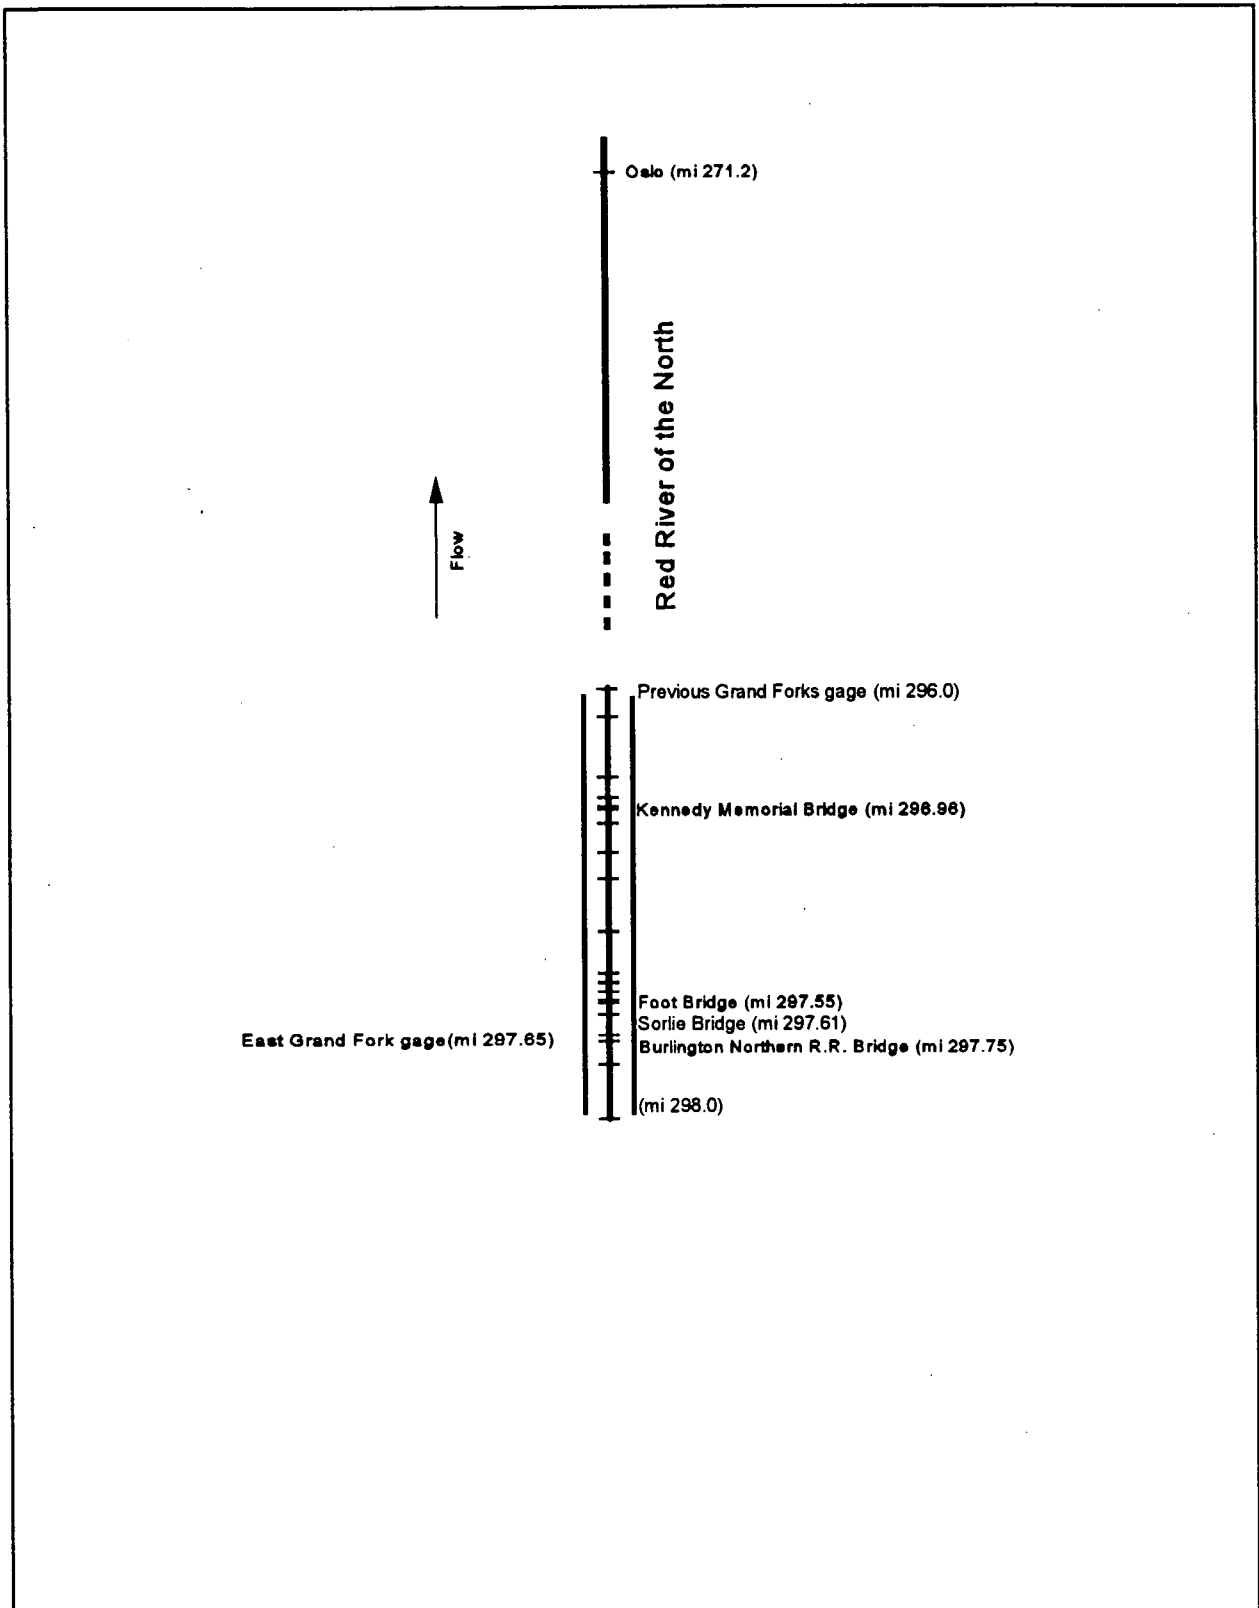 Oslo (mi 271.2)
Red River of the North
Flow
Previous Grand Forks gage (mi 296.0)
Kennedy Memorial Bridge (mi 296.96)
Foot Bridge (mi 297.55)
Sorlie Bridge (mi 297.61)
East Grand Fork gage(mi 297.65)
Burlington Northern R.R. Bridge (mi 297.75)
(mi 298.0)